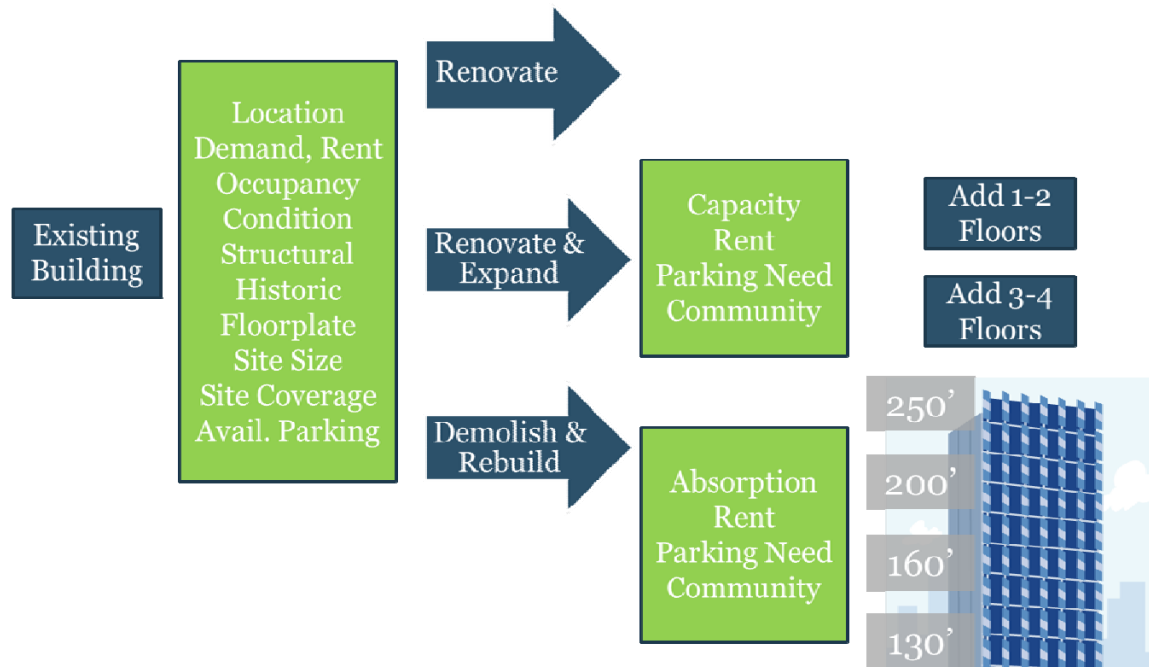 Existing
Building
Location
Demand, Rent
Occupancy
Condition
Structural
Historic
Floorplate
Site Size
Site Coverage
Avail. Parking
Renovate
Renovate &
Expand
Capacity
Rent
Parking Need
Community
Add 1-2
Floors
Add 3-4
Floors
Demolish &
Rebuild
Absorption
Rent
Parking Need
Community
250’
200’
160’
130’